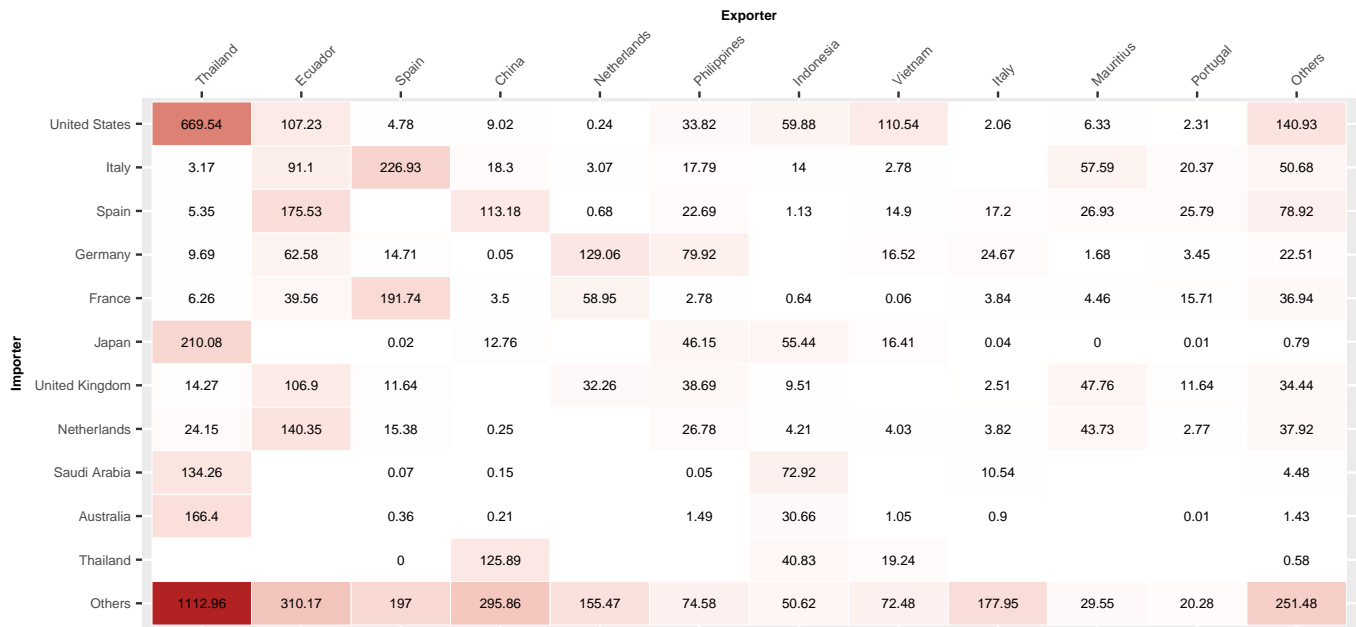 Exporter
Thailand Ecuador Spain China Netherlands Philippines Indonesia Vietnam Italy Mauritius Portugal Others
United States 669.54 107.23 4.78 9.02 0.24 33.82 59.88 110.54 2.06 6.33 2.31 140.93
Italy 3.17 91.1 226.93 18.3 3.07 17.79 14 2.78 57.59 20.37 50.68
Spain 5.35 175.53 113.18 0.68 22.69 1.13 14.9 17.2 26.93 25.79 78.92
Germany 9.69 62.58 14.71 0.05 129.06 79.92 16.52 24.67 1.68 3.45 22.51
France 6.26 39.56 191.74 3.5 58.95 2.78 0.64 0.06 3.84 4.46 15.71 36.94
Japan 210.08 0.02 12.76 46.15 55.44 16.41 0.04 0 0.01 0.79
Importer
United Kingdom 14.27 106.9 11.64 32.26 38.69 9.51 2.51 47.76 11.64 34.44
Netherlands 24.15 140.35 15.38 0.25 26.78 4.21 4.03 3.82 43.73 2.77 37.92
Saudi Arabia 134.26 0.07 0.15 0.05 72.92 10.54 4.48
Australia 166.4 0.36 0.21 1.49 30.66 1.05 0.9 0.01 1.43
Thailand 0 125.89 40.83 19.24 0.58
Others 1112.96 310.17 197 295.86 155.47 74.58 50.62 72.48 177.95 29.55 20.28 251.48